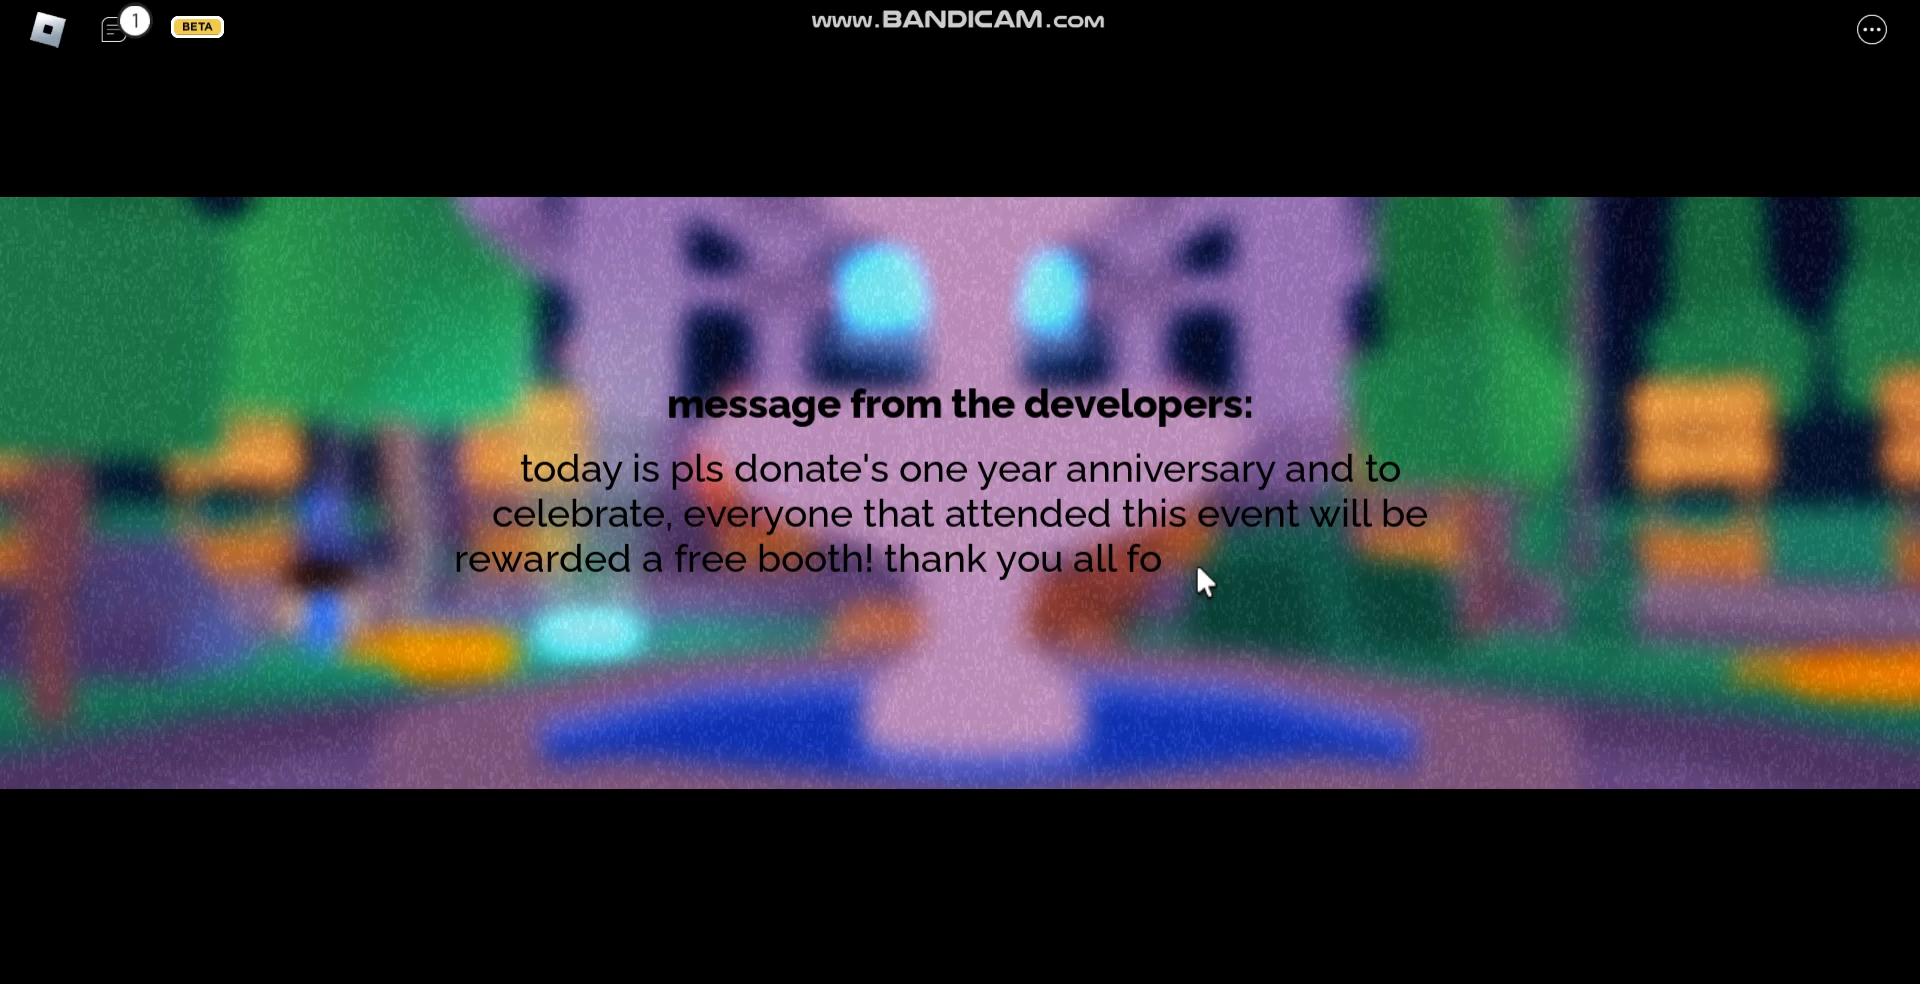 1
BETA
www.BANDICAM.com
message from the developers:
today is pls donate's one year anniversary and to
celebrate, everyone that attended this event will be
rewarded a free booth! thank you all fo